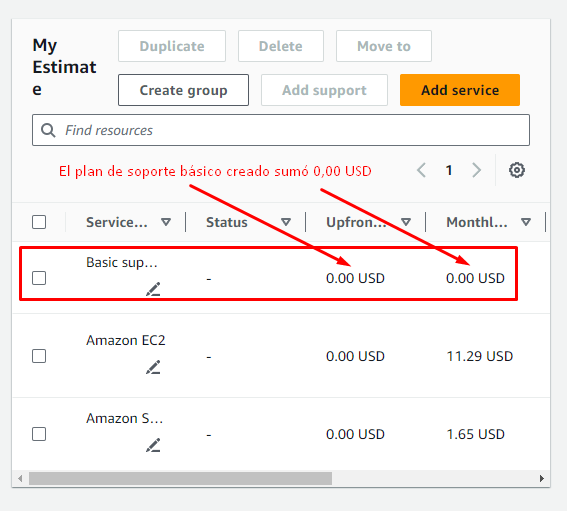 My
Estimat
e
Duplicate
Delete
Move to
Create group
Add support
Add service
Find resources
El plan de soporte básico creado sumó 0,00 USD
1
Service...
Status
Upfron...
Monthl...
Basic sup...
-
0.00 USD
0.00 USD
Amazon EC2
-
0.00 USD
11.29 USD
Amazon S...
-
0.00 USD
1.65 USD